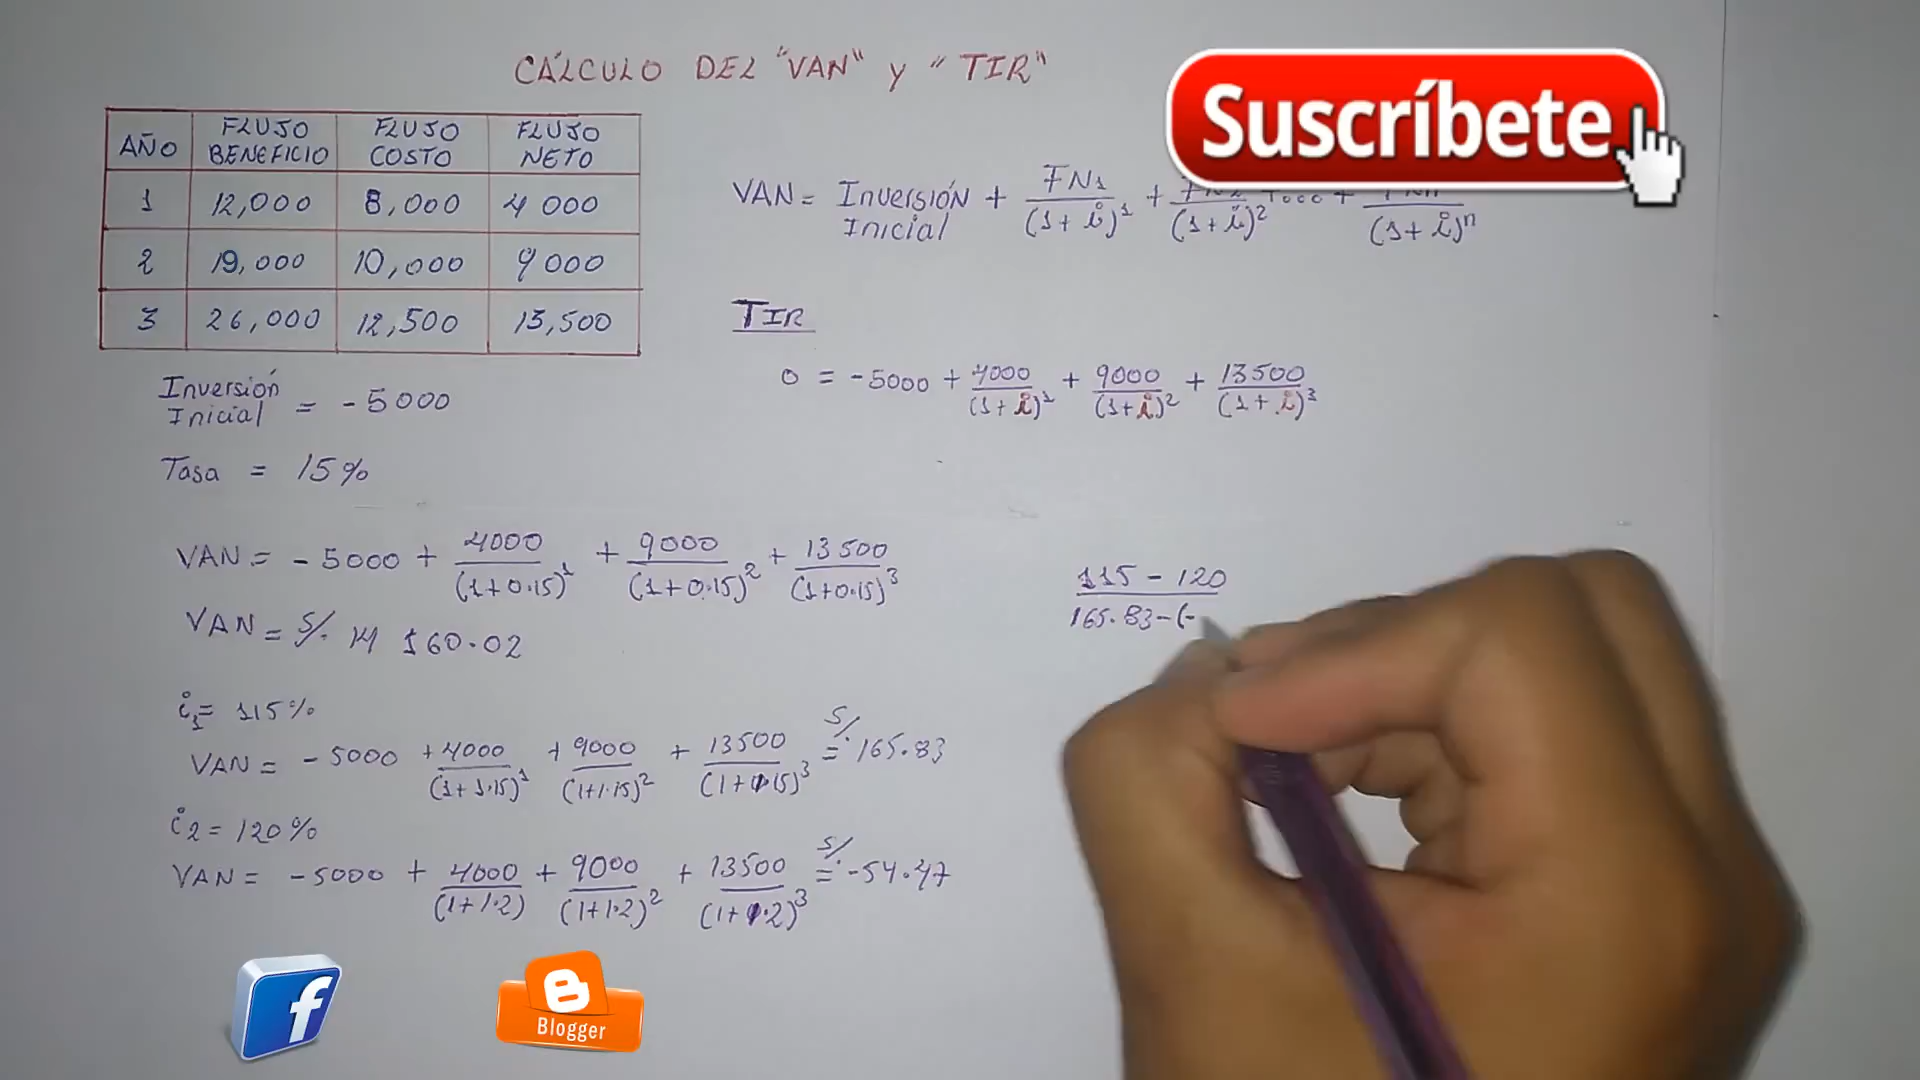 CÁLCULO DEL "VAN" y "TIR"
Suscríbete
AÑO FLUJO BENEFICIO FLUJO COSTO FLUJO NETO
1 12,000 8,000 4 000
2 19,000 10,000 9 000
3 26,000 12,500 13,500
VAN = Inversión Inicial + FN1/(1+i)^1 + FN2/(1+i)^2 +...+ FNn/(1+i)^n
TIR
0 = -5000 + 4000/(1+i)^1 + 9000/(1+i)^2 + 13500/(1+i)^3
Inversión Inicial = -5000
Tasa = 15%
VAN = -5000 + 4000/(1+0.15)^1 + 9000/(1+0.15)^2 + 13500/(1+0.15)^3
VAN = S/. 14 160.02
i1 = 115%
VAN = -5000 + 4000/(1+1.15)^1 + 9000/(1+1.15)^2 + 13500/(1+1.15)^3 = S/. 165.83
i2 = 120%
VAN = -5000 + 4000/(1+1.2) + 9000/(1+1.2)^2 + 13500/(1+1.2)^3 = S/. -54.47
115 - 120
165.83-(-
f
Blogger